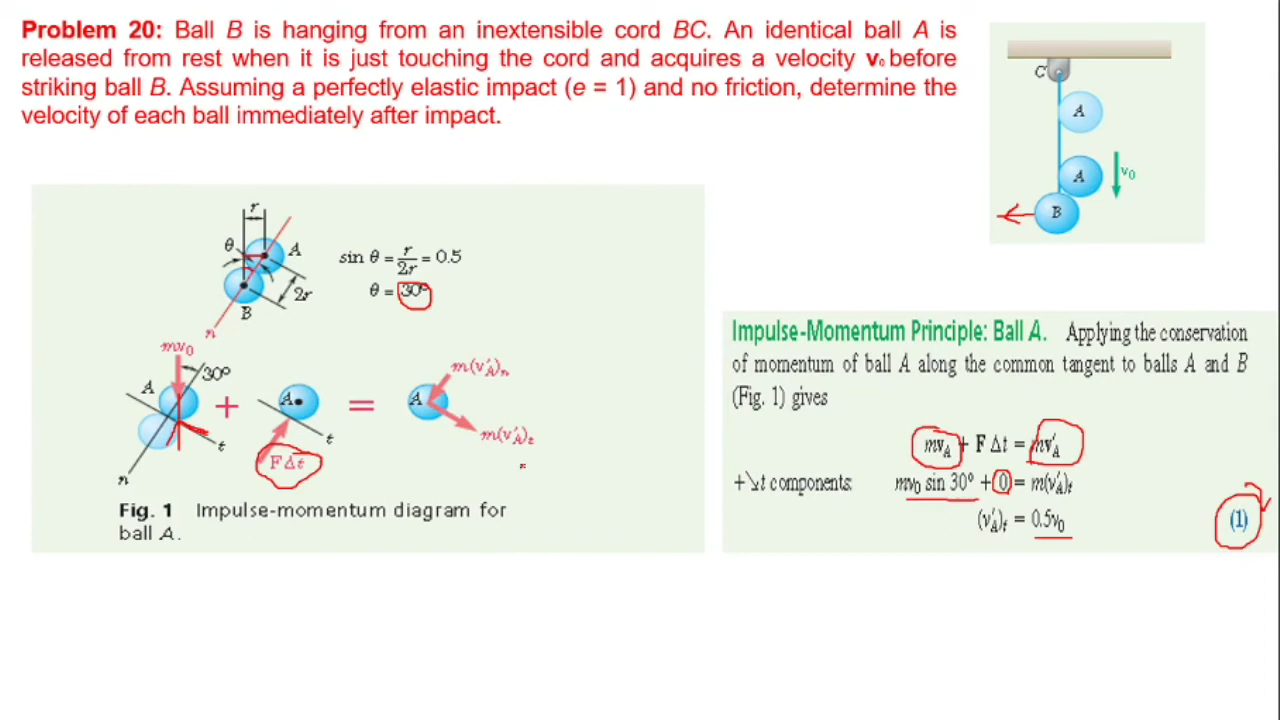 Problem 20: Ball B is hanging from an inextensible cord BC. An identical ball A is
released from rest when it is just touching the cord and acquires a velocity v₀ before
striking ball B. Assuming a perfectly elastic impact (e = 1) and no friction, determine the
velocity of each ball immediately after impact.
C
A
A
v₀
B
r
θ
A
2r
B
n
sin θ = r/2r = 0.5
θ = 30°
mv₀
30°
A
t
n
+
A
t
FΔt
=
A
m(v′A)n
m(v′A)t
Fig. 1 Impulse-momentum diagram for
ball A.
Impulse-Momentum Principle: Ball A. Applying the conservation
of momentum of ball A along the common tangent to balls A and B
(Fig. 1) gives
mvA + F Δt = mv′A
+↘t components: mv₀ sin 30° + 0 = m(v′A)t
(v′A)t = 0.5v₀ (1)